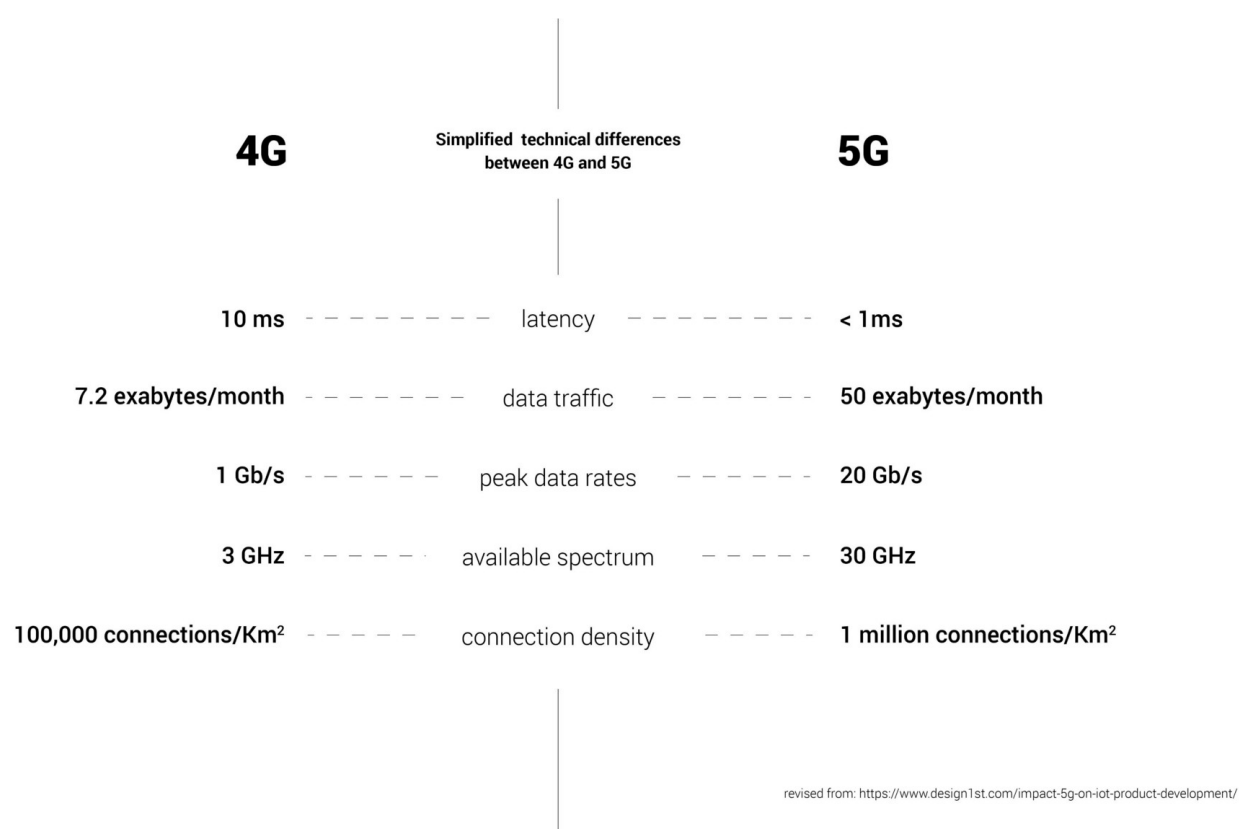 4G
Simplified technical differences
between 4G and 5G
5G
10 ms
latency
< 1ms
7.2 exabytes/month
data traffic
50 exabytes/month
1 Gb/s
peak data rates
20 Gb/s
3 GHz
available spectrum
30 GHz
100,000 connections/Km²
connection density
1 million connections/Km²
revised from: https://www.design1st.com/impact-5g-on-iot-product-development/